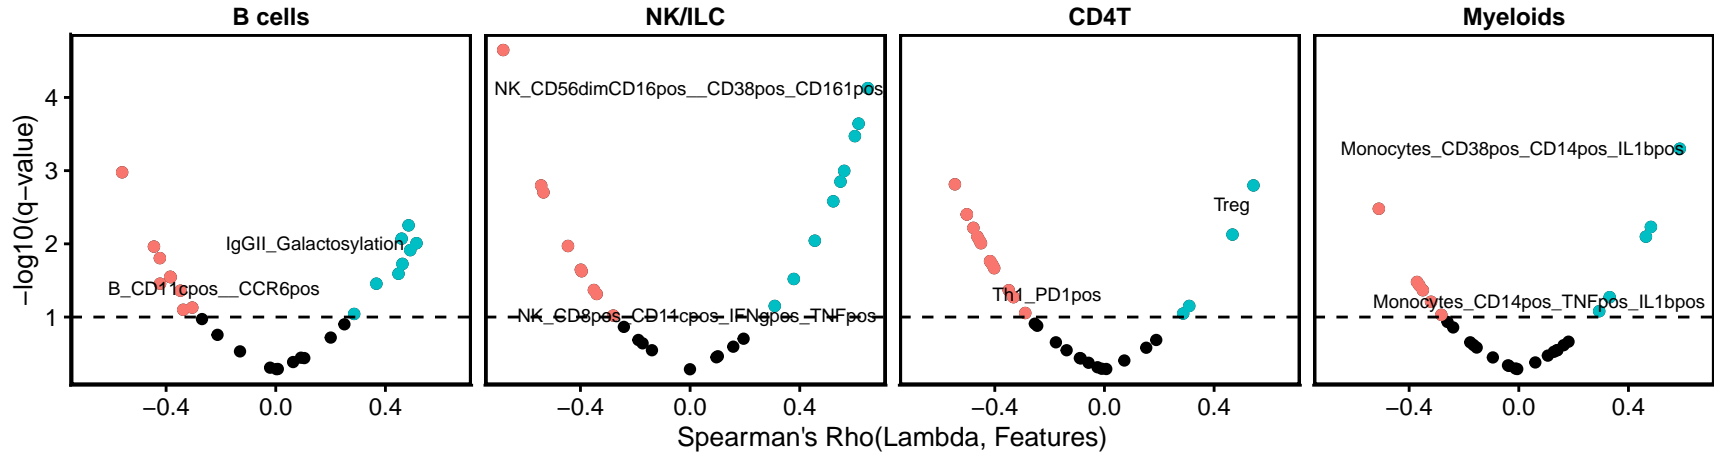 B cells
NK/ILC
CD4T
Myeloids
−log10(q−value)
4
3
2
1
IgGII_Galactosylation
B_CD11cpos__CCR6pos
NK_CD56dimCD16pos__CD38pos_CD161pos
NK_CD8pos_CD11cpos_IFNgpos_TNFpos
Treg
Th1_PD1pos
Monocytes_CD38pos_CD14pos_IL1bpos
Monocytes_CD14pos_TNFpos_IL1bpos
−0.4 0.0 0.4
−0.4 0.0 0.4
−0.4 0.0 0.4
−0.4 0.0 0.4
Spearman's Rho(Lambda, Features)